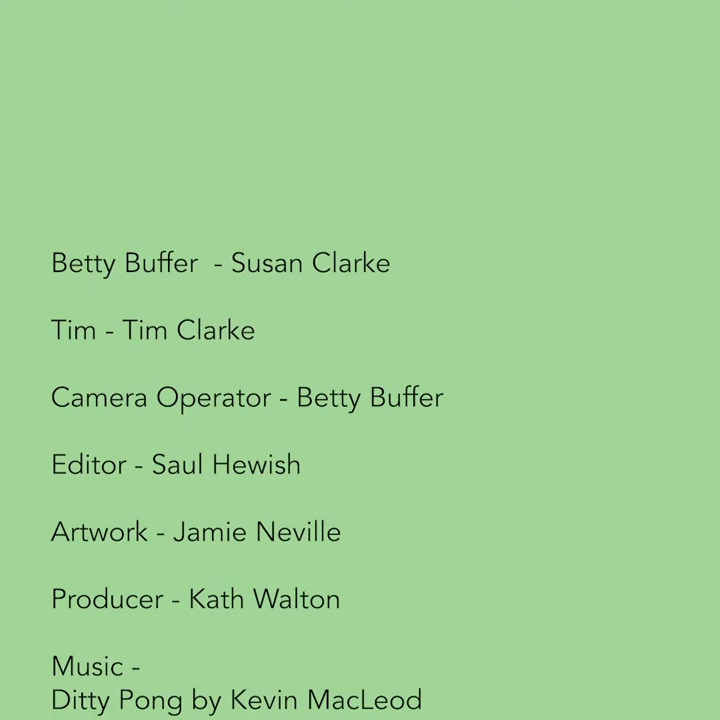 Betty Buffer  - Susan Clarke
Tim - Tim Clarke
Camera Operator - Betty Buffer
Editor - Saul Hewish
Artwork - Jamie Neville
Producer - Kath Walton
Music -
Ditty Pong by Kevin MacLeod